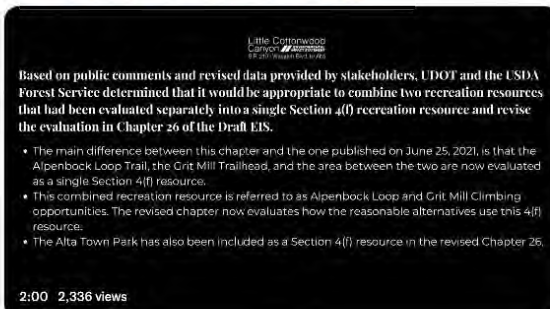 Little Cottonwood
Canyon
Based on public comments and revised data provided by stakeholders, UDOT and the USDA
Forest Service determined that it would be appropriate to combine two recreation resources
that had been evaluated separately into a single Section 4(f) recreation resource and revise
the evaluation in Chapter 26 of the Draft EIS.
• The main difference between this chapter and the one published on June 25, 2021, is that the
Alpenbock Loop Trail, the Grit Mill Trailhead, and the area between the two are now evaluated
as a single Section 4(f) resource.
• This combined recreation resource is referred to as Alpenbock Loop and Grit Mill Climbing
opportunities. The revised chapter now evaluates how the reasonable alternatives use this 4(f)
resource.
• The Alta Town Park has also been included as a Section 4(f) resource in the revised Chapter 26.
2:00 2,336 views